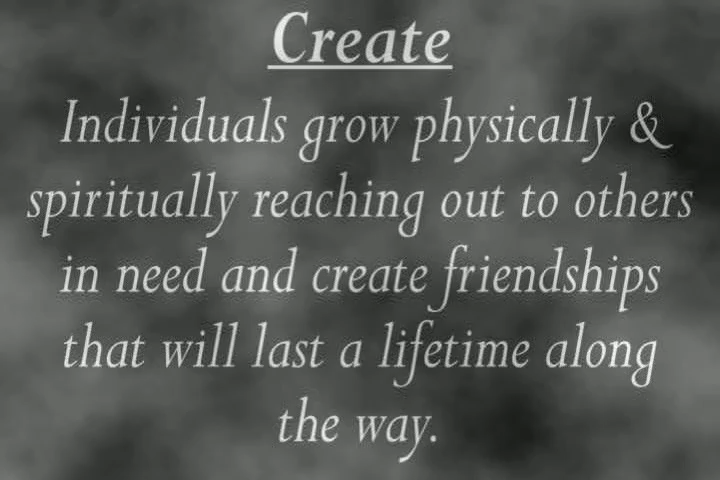 Create
Individuals grow physically &
spiritually reaching out to others
in need and create friendships
that will last a lifetime along
the way.